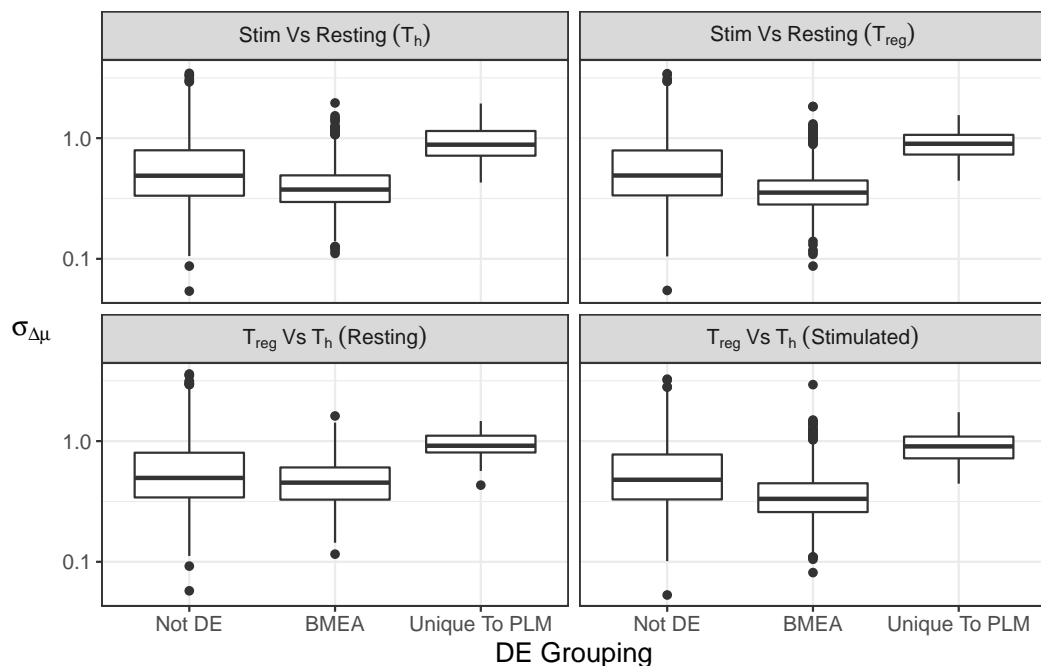 Stim Vs Resting (Th)
Stim Vs Resting (Treg)
1.0
0.1
σΔμ
Treg Vs Th (Resting)
Treg Vs Th (Stimulated)
1.0
0.1
Not DE BMEA Unique To PLM
Not DE BMEA Unique To PLM
DE Grouping